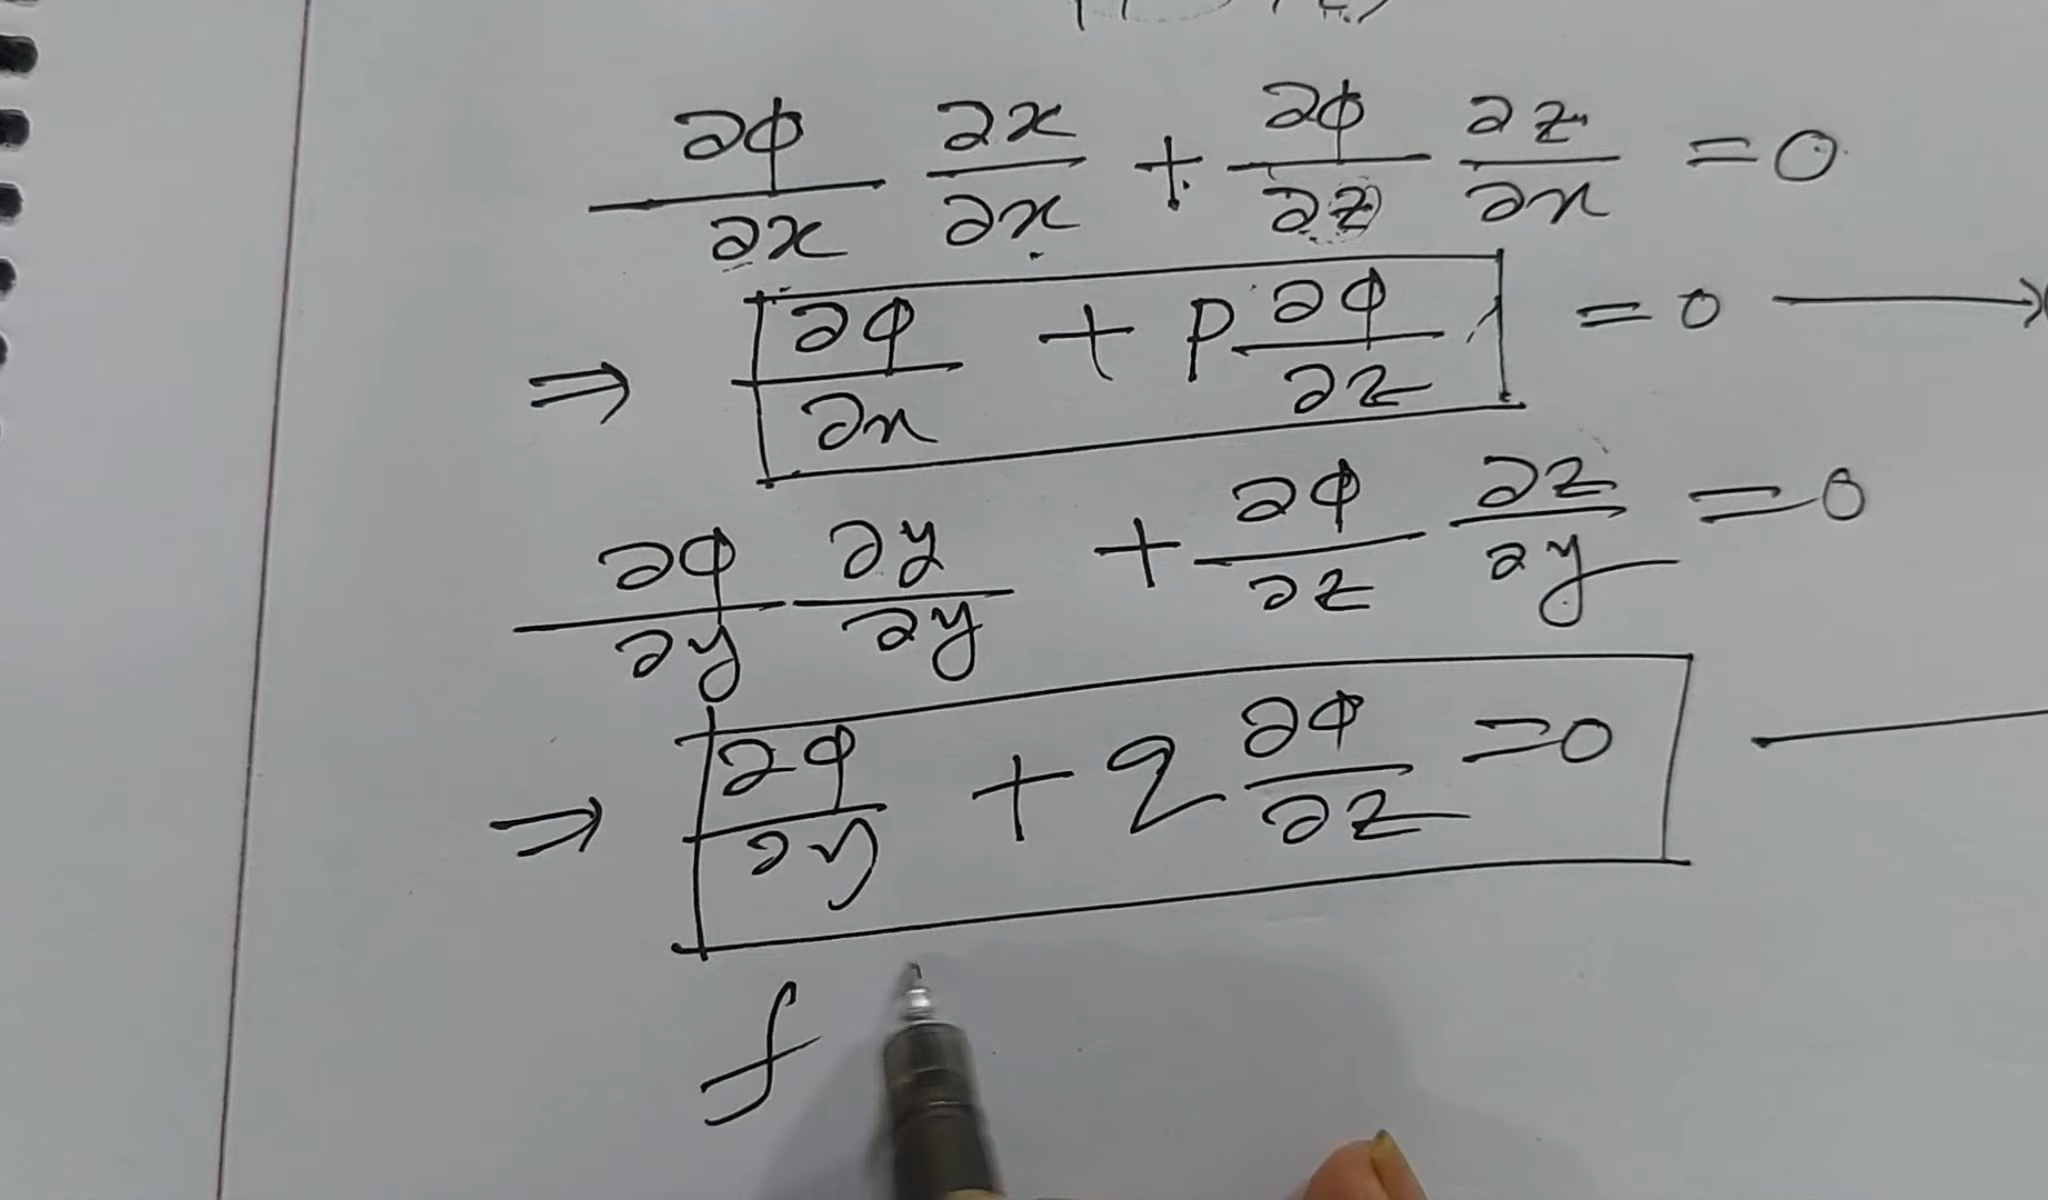 ∂ϕ/∂x ∂x/∂x + ∂ϕ/∂z ∂z/∂x = 0
⇒ ∂ϕ/∂x + p ∂ϕ/∂z = 0 ⟶
∂ϕ/∂y ∂y/∂y + ∂ϕ/∂z ∂z/∂y = 0
⇒ ∂ϕ/∂y + q ∂ϕ/∂z = 0
f